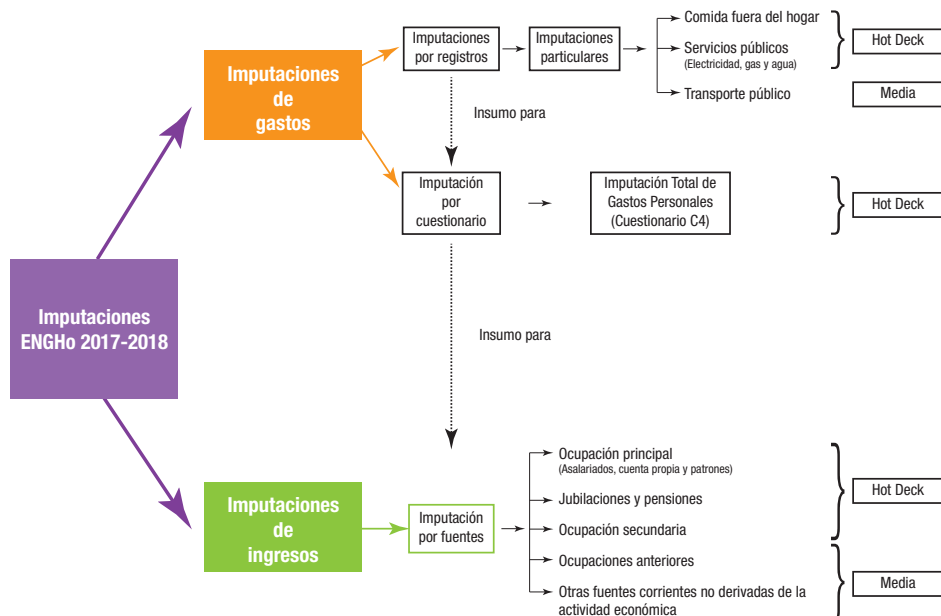 Imputaciones
ENGHo 2017-2018
Imputaciones
de
gastos
Imputaciones
por registros
Imputaciones
particulares
Comida fuera del hogar
Servicios públicos
(Electricidad, gas y agua)
Transporte público
Hot Deck
Media
Insumo para
Imputación
por
cuestionario
Imputación Total de
Gastos Personales
(Cuestionario C4)
Hot Deck
Insumo para
Imputaciones
de
ingresos
Imputación
por fuentes
Ocupación principal
(Asalariados, cuenta propia y patrones)
Jubilaciones y pensiones
Ocupación secundaria
Ocupaciones anteriores
Otras fuentes corrientes no derivadas de la
actividad económica
Hot Deck
Media